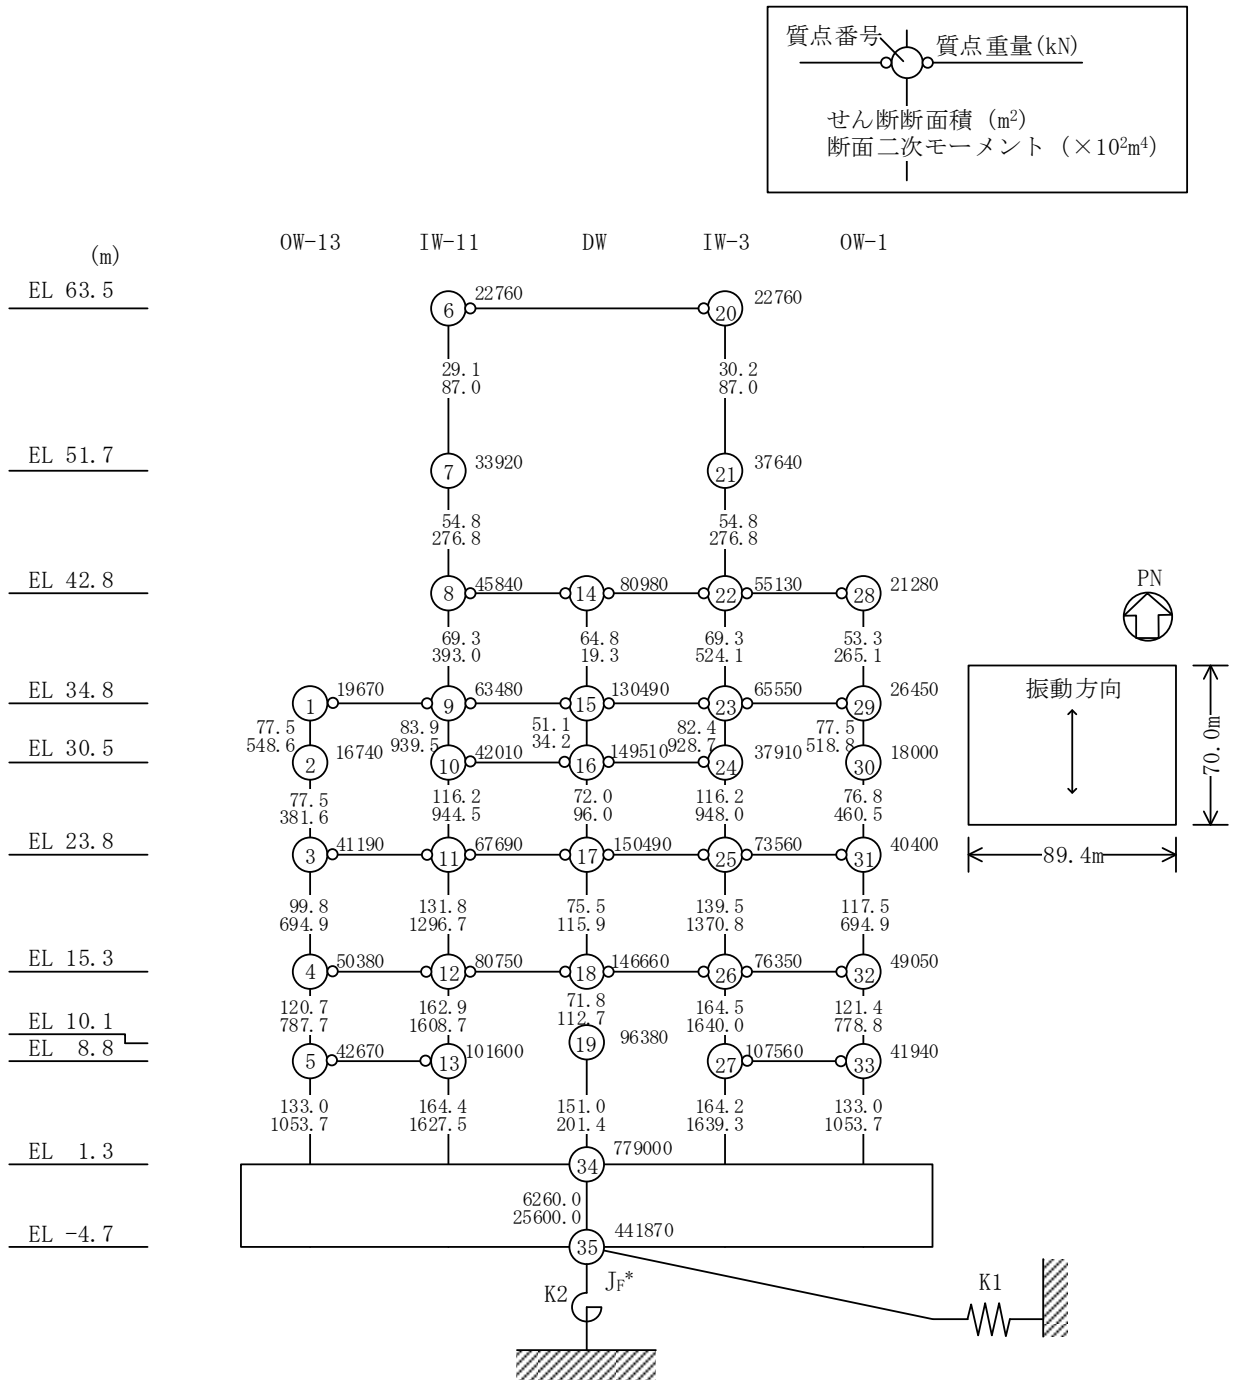 質点番号
質点重量(kN)
せん断断面積 (m²)
断面二次モーメント (×10²m⁴)
(m)
OW-13 IW-11 DW IW-3 OW-1
EL 63.5
6 22760 20 22760
29.1 30.2
87.0 87.0
EL 51.7
7 33920 21 37640
54.8 54.8
276.8 276.8
EL 42.8
8 45840 14 80980 22 55130 28 21280
69.3 64.8 69.3 53.3
393.0 19.3 524.1 265.1
EL 34.8
1 19670 9 63480 15 130490 23 65550 29 26450
77.5 83.9 51.1 82.4 77.5
548.6 939.5 34.2 928.7 518.8
EL 30.5
2 16740 10 42010 16 149510 24 37910 30 18000
77.5 116.2 72.0 116.2 76.8
381.6 944.5 96.0 948.0 460.5
EL 23.8
3 41190 11 67690 17 150490 25 73560 31 40400
99.8 131.8 75.5 139.5 117.5
694.9 1296.7 115.9 1370.8 694.9
EL 15.3
4 50380 12 80750 18 146660 26 76350 32 49050
120.7 162.9 71.8 164.5 121.4
787.7 1608.7 112.7 1640.0 778.8
EL 10.1
19 96380
EL 8.8
5 42670 13 101600 27 107560 33 41940
133.0 164.4 151.0 164.2 133.0
1053.7 1627.5 201.4 1639.3 1053.7
EL 1.3
34 779000
6260.0
25600.0
EL -4.7
35 441870
K2 J_F* K1
PN
振動方向
70.0m
89.4m